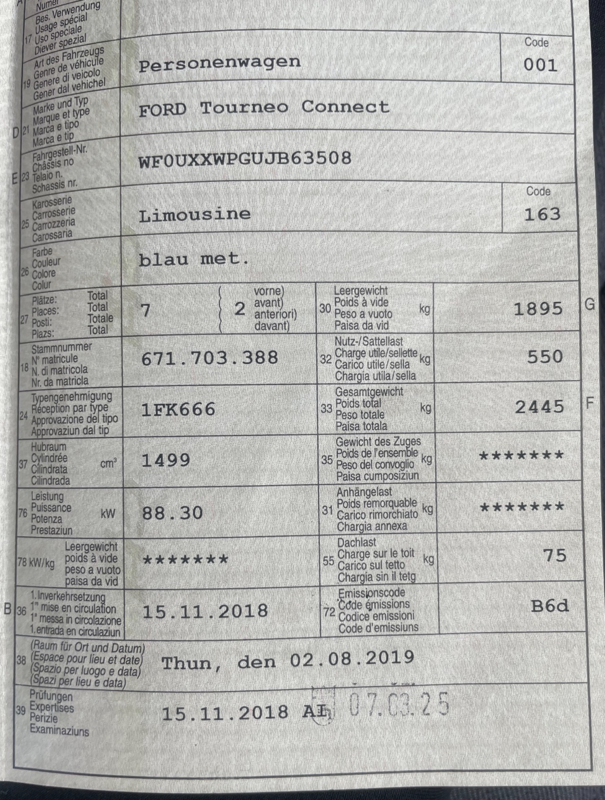 Numéro
Bes. Verwendung
Usage spécial
17 Uso speciale
Diever spezial
Art des Fahrzeugs
Genre de véhicule
19 Genere di veicolo
Gener dal vehichel
Personenwagen
Code
001
Marke und Typ
Marque et type
D 21 Marca e tipo
Marca e tip
FORD Tourneo Connect
Fahrgestell-Nr.
Châssis no
E 23 Telaio n.
Schassis nr.
WF0UXXWPGUJB63508
Karosserie
Carrosserie
25 Carrozzeria
Carossaria
Limousine
Code
163
Farbe
Couleur
26 Colore
Colur
blau met.
Plätze: Total
Places: Total
27 Posti: Totale
Plazs: Total
7
( vorne)
2 avant)
anteriori)
( davant)
Leergewicht
30 Poids à vide kg
Peso a vuoto
Paisa da vid
1895 G
Stammnummer
N° matricule
18 N. di matricola
Nr. da matricla
671.703.388
Nutz-/Sattellast
32 Charge utile/sellette kg
Carico utile/sella
Chargia utila/sella
550
Typengenehmigung
24 Réception par type
Approvazione del tipo
Approvaziun dal tip
1FK666
Gesamtgewicht
33 Poids total kg
Peso totale
Paisa totala
2445 F
Hubraum
37 Cylindrée cm³
Cilindrata
Cilindrada
1499
Gewicht des Zuges
35 Poids de l'ensemble kg
Peso del convoglio
Paisa cumposiziun
*******
Leistung
76 Puissance kW
Potenza
Prestaziun
88.30
Anhängelast
31 Poids remorquable kg
Carico rimorchiato
Chargia annexa
*******
Leergewicht
78 kW/kg poids à vide
peso a vuoto
paisa da vid
*******
Dachlast
55 Charge sur le toit kg
Carico sul tetto
Chargia sin il tetg
75
1. Inverkehrsetzung
B 36 1re mise en circulation
1a messa in circolazione
1. entrada en circulaziun
15.11.2018
Emissionscode
72 Code émissions
Codice emissioni
Code d'emissiuns
B6d
(Raum für Ort und Datum)
38 (Espace pour lieu et date)
(Spazio per luogo e data)
(Spazi per lieu e data)
Thun, den 02.08.2019
Prüfungen
39 Expertises
Perizie
Examinaziuns
15.11.2018 AI 07.03.25